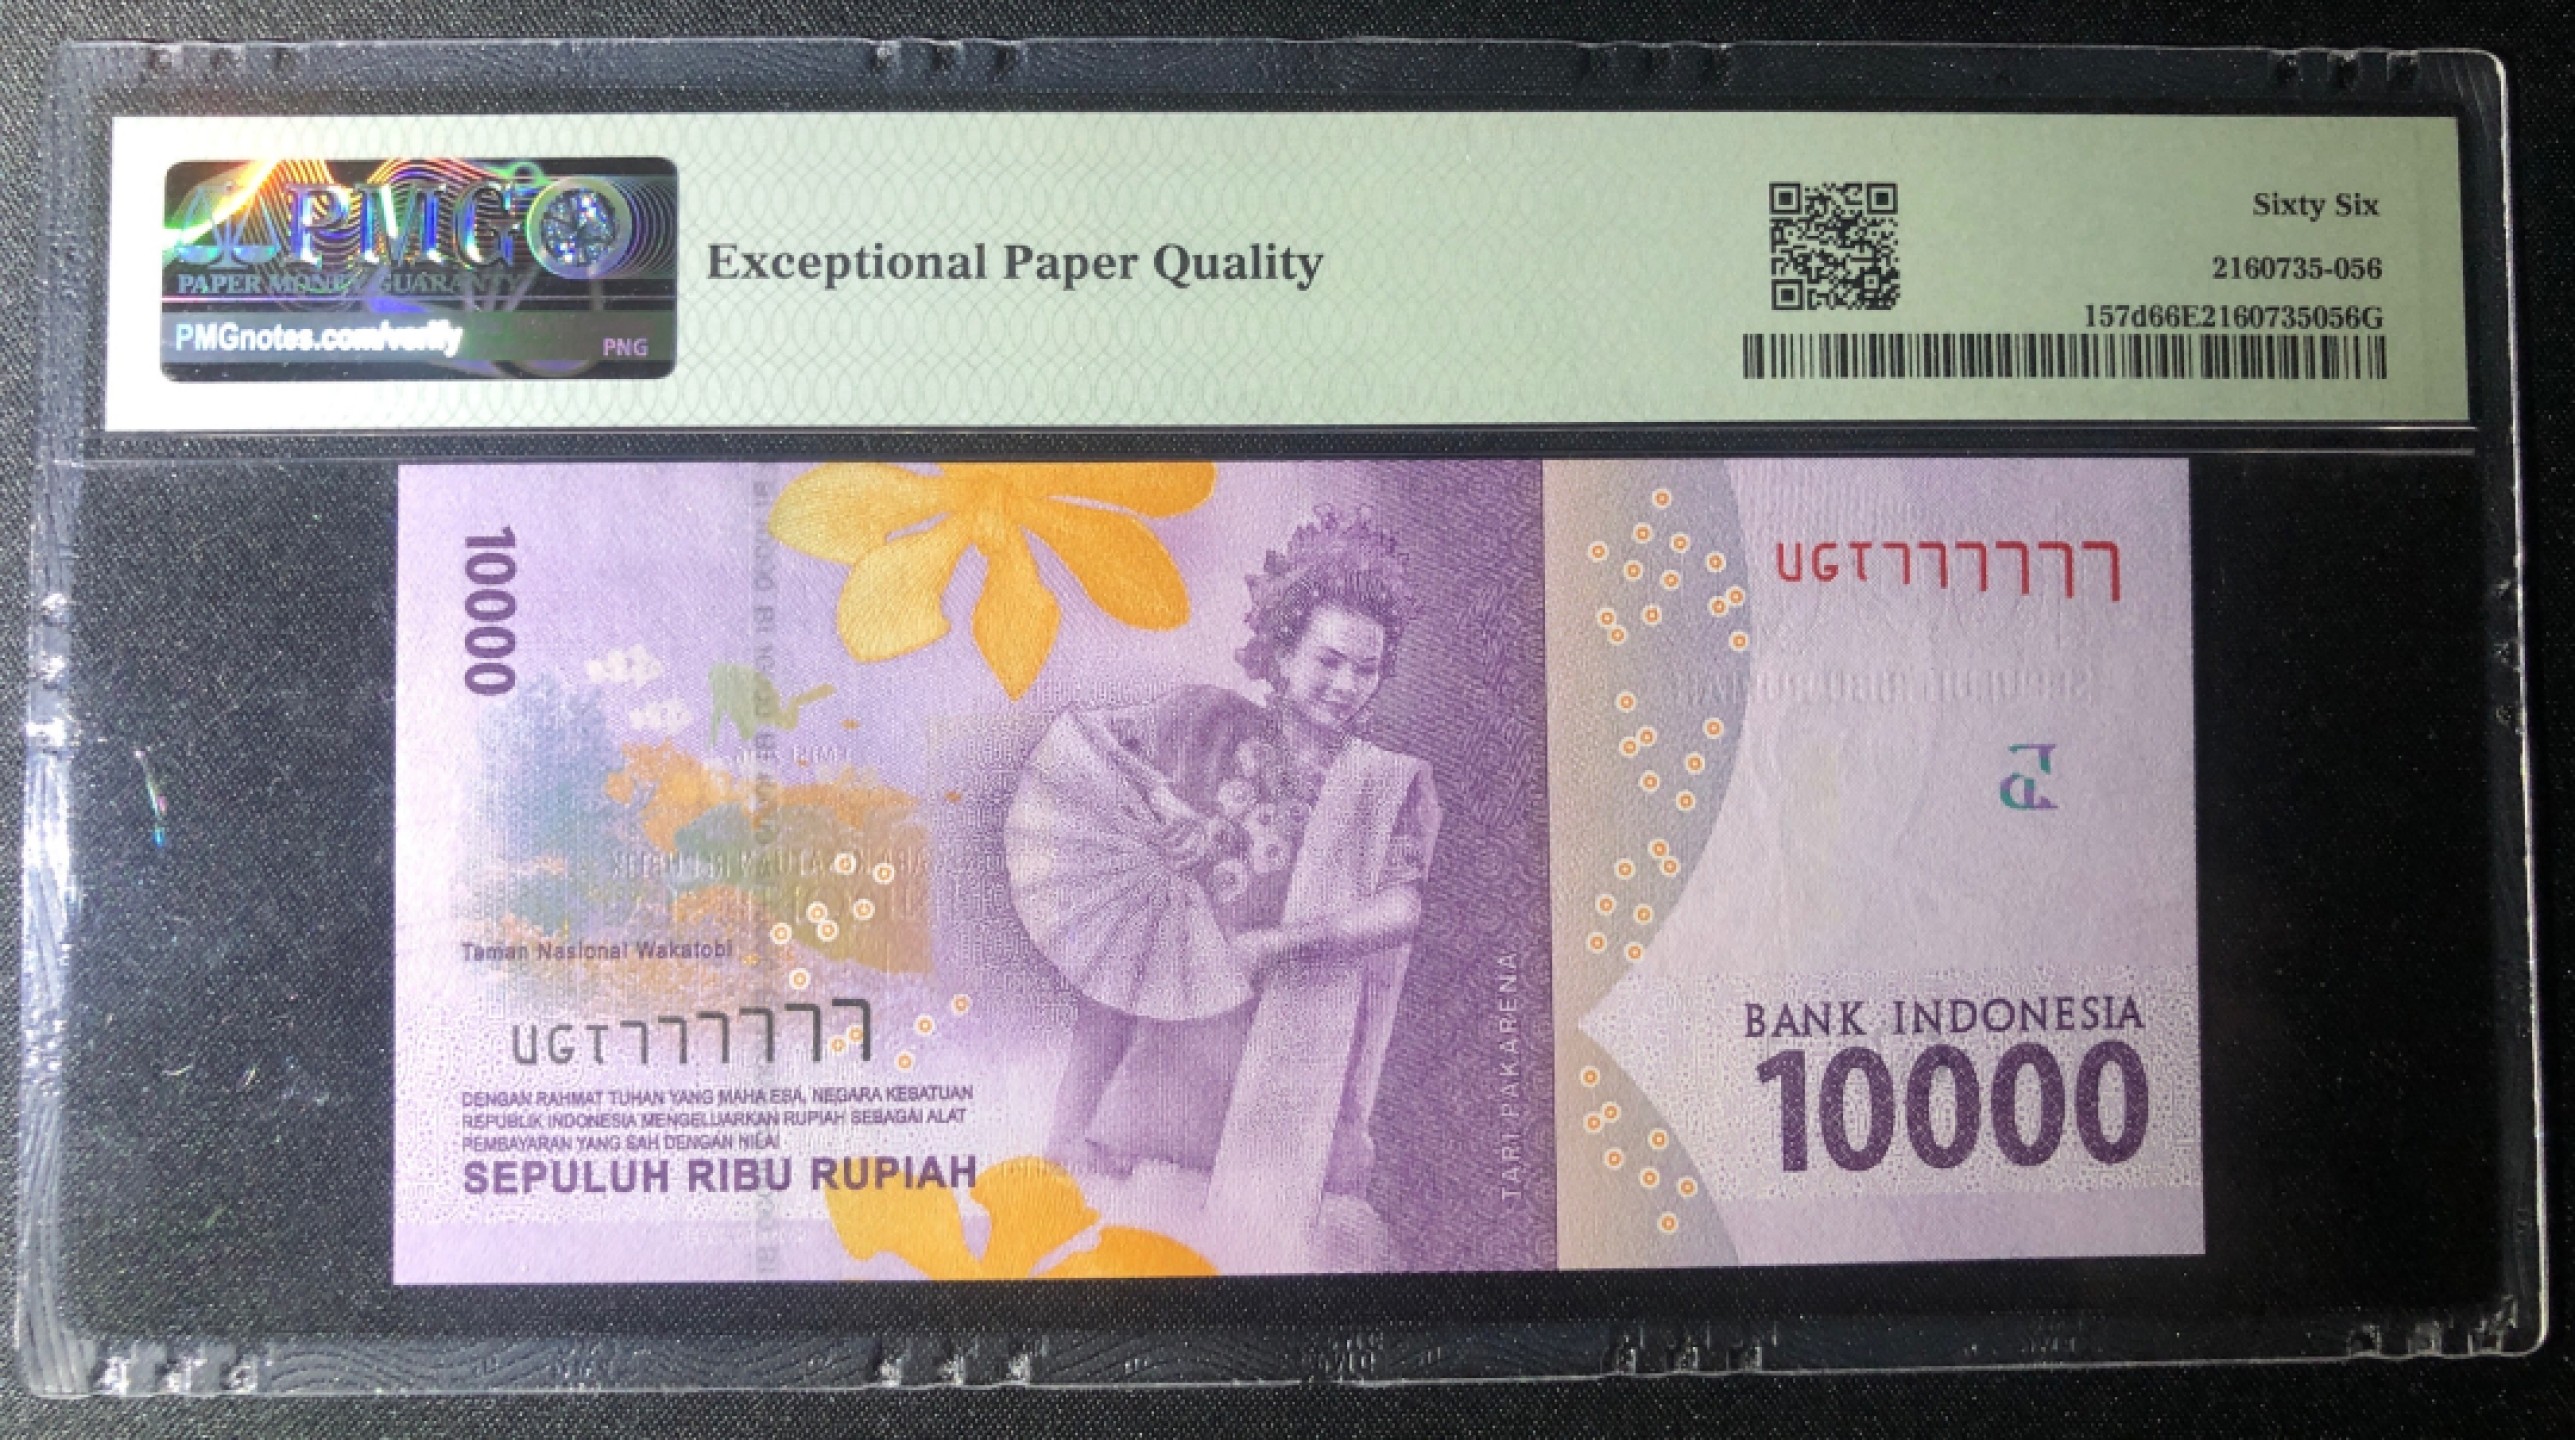 PMG
PAPER MONEY GUARANTY
PMGnotes.com/verify
PNG
Exceptional Paper Quality
Sixty Six
2160735-056
157d66E2160735056G
10000
UGT777777
Taman Nasional Wakatobi
UGT777777
DENGAN RAHMAT TUHAN YANG MAHA ESA, NEGARA KESATUAN
REPUBLIK INDONESIA MENGELUARKAN RUPIAH SEBAGAI ALAT
PEMBAYARAN YANG SAH DENGAN NILAI
SEPULUH RIBU RUPIAH
TARI PAKARENA
BANK INDONESIA
10000